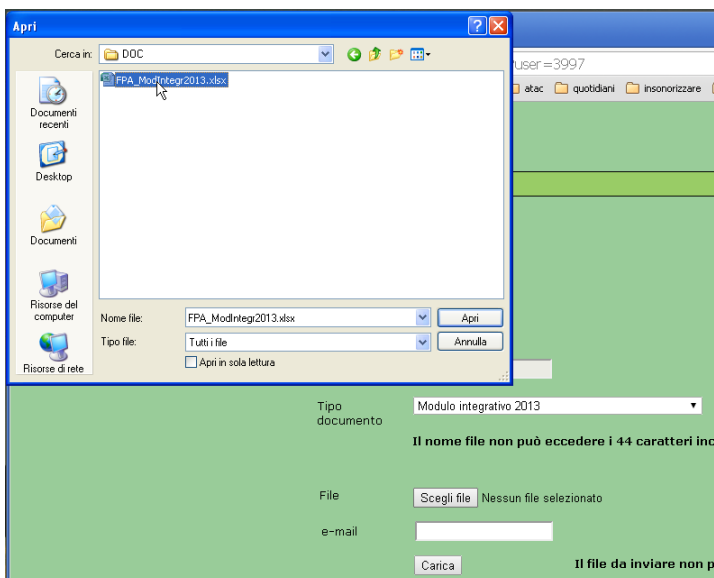 Apri
Cerca in: DOC
user=3997
atac quotidiani insonorizzare
FPA_ModIntegr2013.xlsx
Documenti recenti
Desktop
Documenti
Risorse del computer
Risorse di rete
Nome file: FPA_ModIntegr2013.xlsx Apri
Tipo file: Tutti i file Annulla
Apri in sola lettura
Tipo documento Modulo integrativo 2013
Il nome file non può eccedere i 44 caratteri inc
File Scegli file Nessun file selezionato
e-mail
Carica Il file da inviare non p